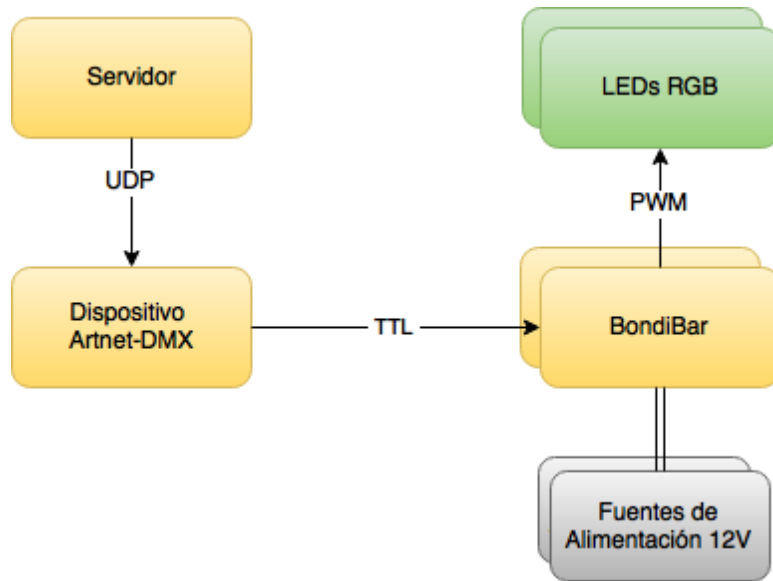 Servidor
LEDs RGB
UDP
PWM
Dispositivo
Artnet-DMX
TTL
BondiBar
Fuentes de
Alimentación 12V